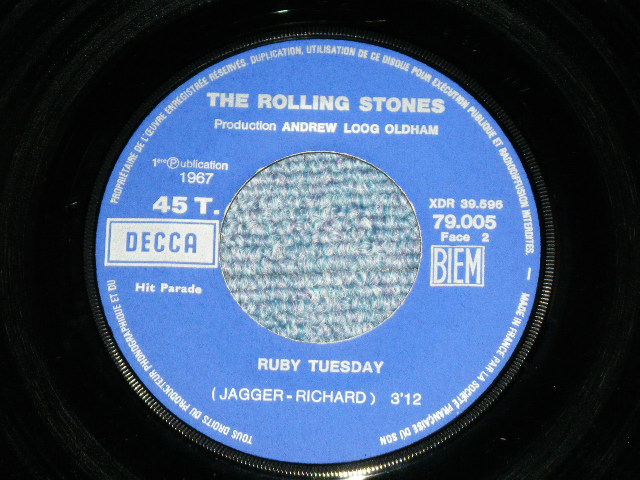 TOUS DROITS DU PRODUCTEUR PHONOGRAPHIQUE ET DU PROPRIÉTAIRE DE L'ŒUVRE ENREGISTRÉE RÉSERVÉS. DUPLICATION, UTILISATION DE CE DISQUE POUR EXÉCUTION PUBLIQUE ET RADIODIFFUSION INTERDITES. — MADE IN FRANCE PAR LA SOCIÉTÉ FRANÇAISE DU SON
THE ROLLING STONES
Production ANDREW LOOG OLDHAM
1ère Ⓟublication
1967
45 T.
DECCA
Hit Parade
XDR 39.596
79.005
Face 2
BIEM
RUBY TUESDAY
(JAGGER-RICHARD) 3'12